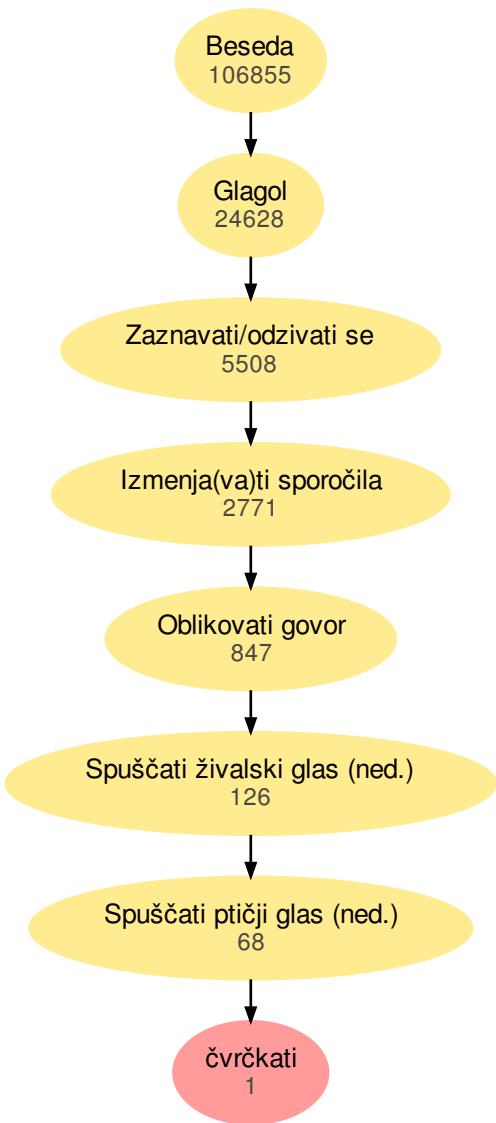 Beseda
106855
Glagol
24628
Zaznavati/odzivati se
5508
Izmenja(va)ti sporočila
2771
Oblikovati govor
847
Spuščati živalski glas (ned.)
126
Spuščati ptičji glas (ned.)
68
čvrčkati
1